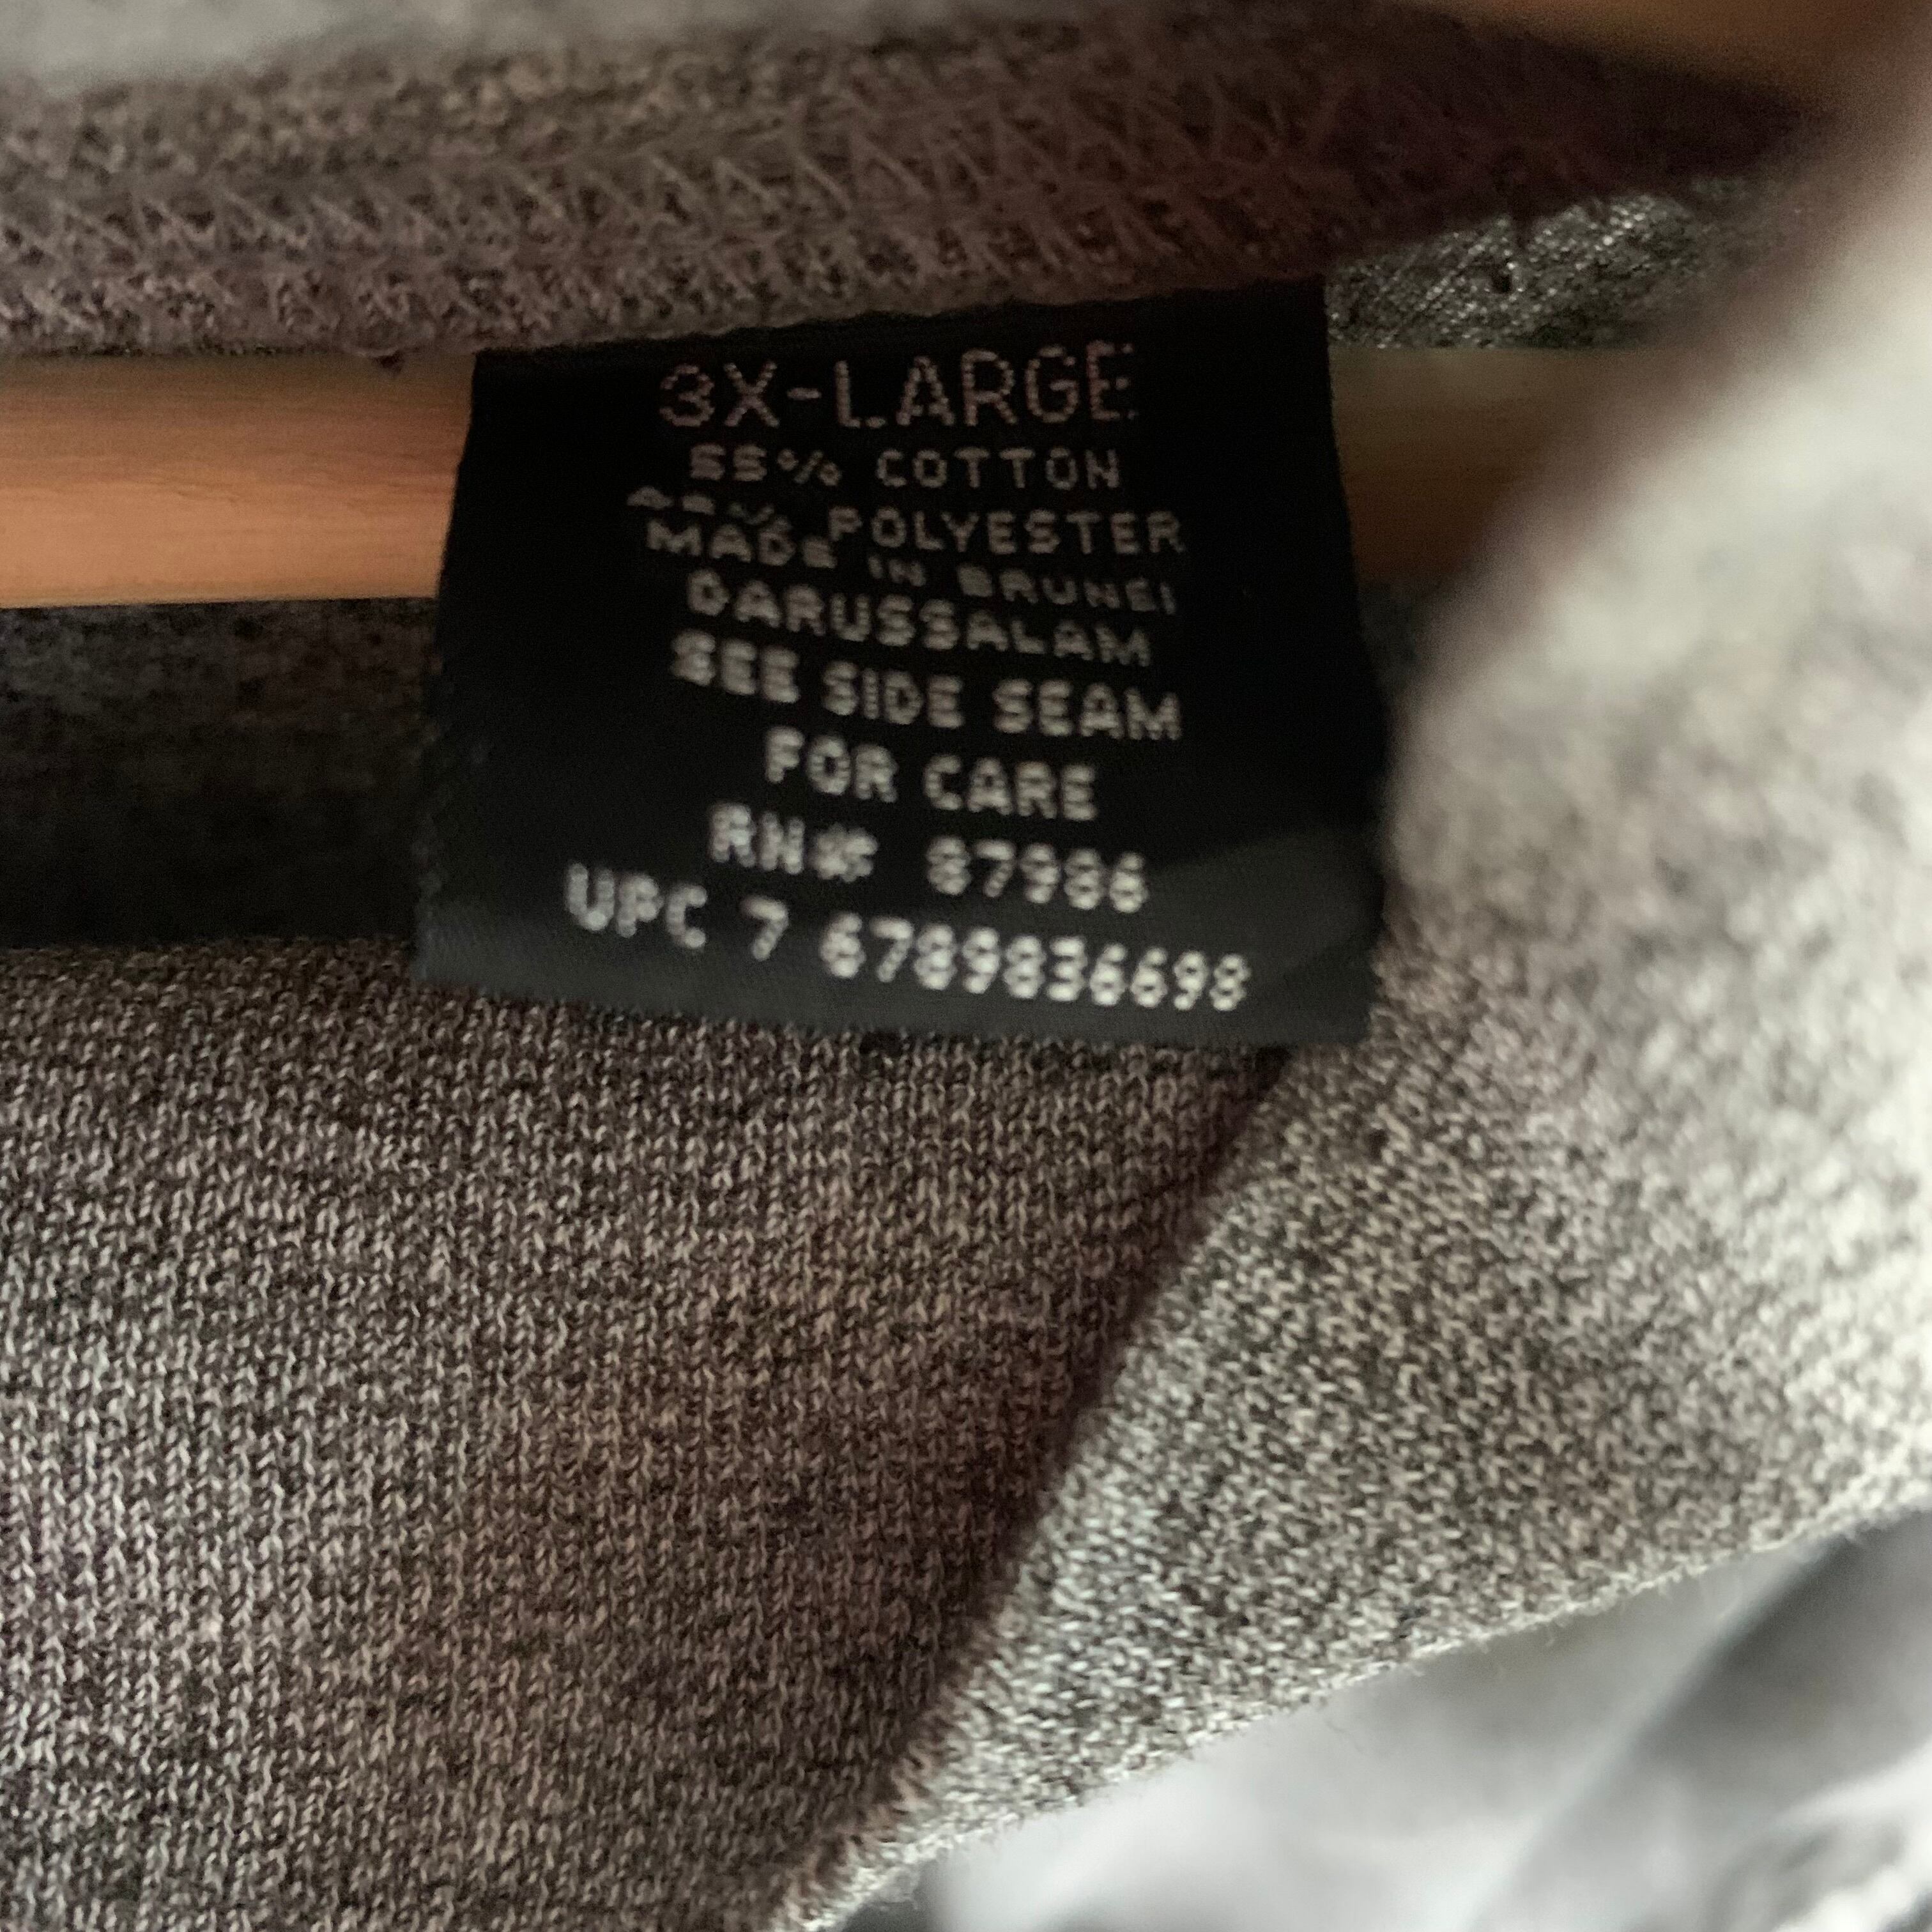 3X-LARGE
55% COTTON
45% POLYESTER
MADE IN BRUNEI
DARUSSALAM
SEE SIDE SEAM
FOR CARE
RN# 87986
UPC 7 6789836698